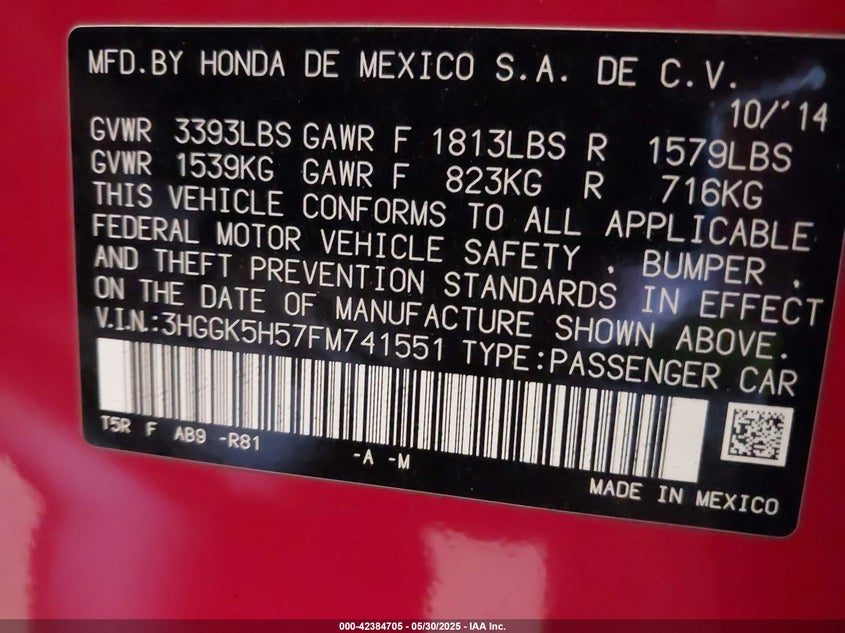 MFD.BY HONDA DE MEXICO S.A. DE C.V.
10/'14
GVWR 3393LBS GAWR F 1813LBS R 1579LBS
GVWR 1539KG GAWR F 823KG R 716KG
THIS VEHICLE CONFORMS TO ALL APPLICABLE
FEDERAL MOTOR VEHICLE SAFETY , BUMPER ,
AND THEFT PREVENTION STANDARDS IN EFFECT
ON THE DATE OF MANUFACTURE SHOWN ABOVE.
V.I.N.:3HGGK5H57FM741551 TYPE:PASSENGER CAR
T5R F AB9 -R81
-A -M
MADE IN MEXICO
000-42384705 - 05/30/2025 - IAA Inc.